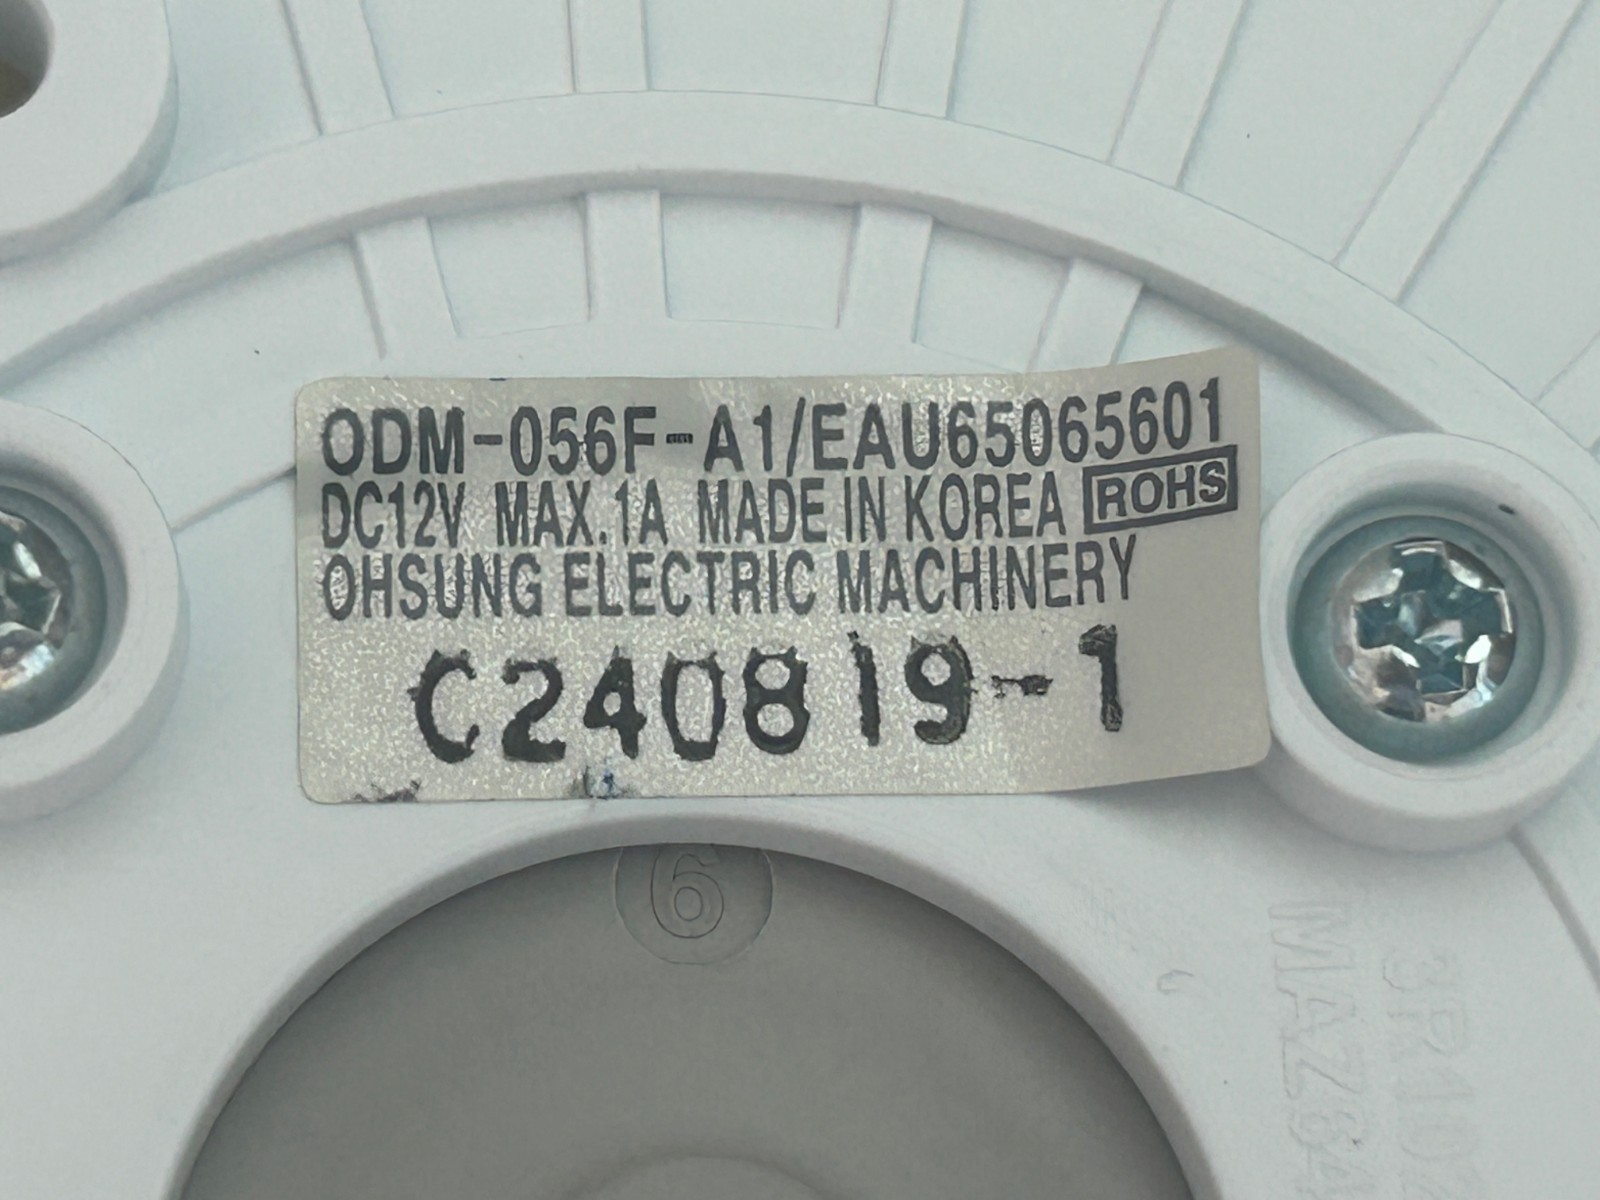 ODM-056F-A1/EAU65065601
DC12V MAX.1A MADE IN KOREA ROHS
OHSUNG ELECTRIC MACHINERY
C240819-1
6